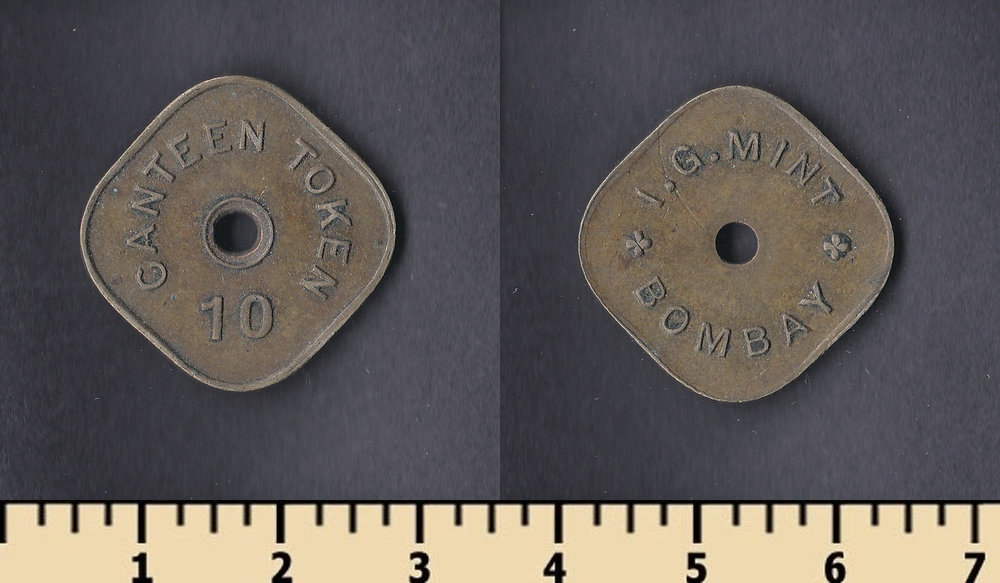 CANTEEN TOKEN
10
I.G.MINT
BOMBAY
1 2 3 4 5 6 7